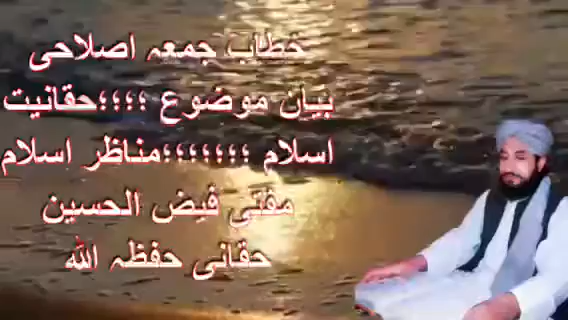 خطاب جمعہ اصلاحی
بیان موضوع ؛؛؛؛حقانیت
اسلام ؛؛؛؛؛؛؛مناظر اسلام
مفتی فیض الحسین
حقانی حفظہ اللہ